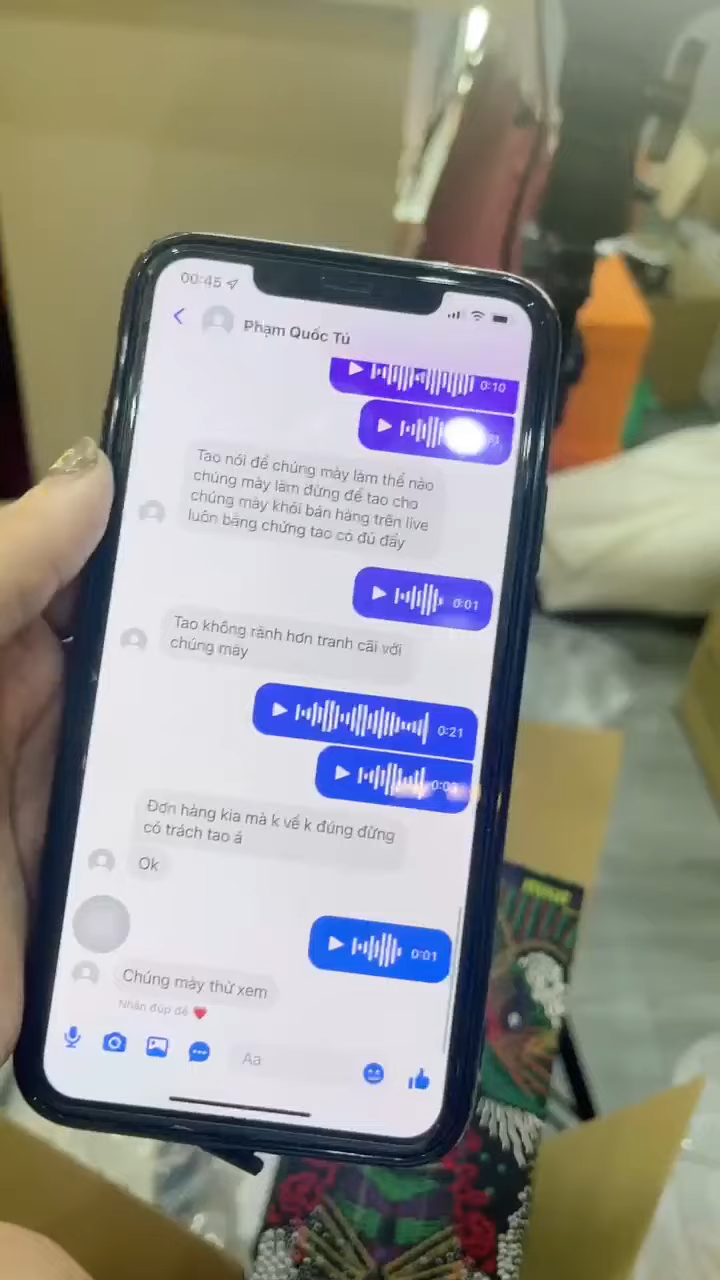 00:45
Phạm Quốc Tú
0:10
Tao nói để chúng mày làm thế nào
chúng mày làm đừng để tao cho
chúng mày khỏi bán hàng trên live
luôn bằng chứng tao có đủ đấy
0:01
Tao không rảnh hơn tranh cãi với
chúng mày
0:21
Đơn hàng kia mà k về k đúng đừng
có trách tao á
Ok
0:01
Chúng mày thử xem
Nhấn đúp để ❤️
Aa